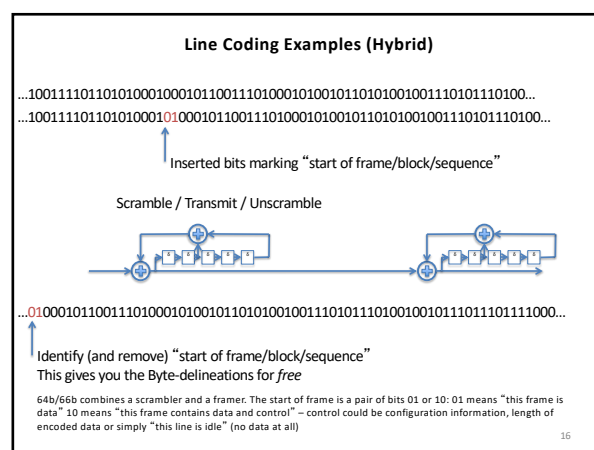 Line Coding Examples (Hybrid)
...10011110110101000100010110011101000101001011010100100111010111010100...
...10011110110101000101000101100111010001010010110101001001110101110100...
Inserted bits marking “start of frame/block/sequence”
Scramble / Transmit / Unscramble
δ δ δ δ δ δ δ δ δ δ
...0100010110011101000101001011010100100111010111010010010111011101111000...
Identify (and remove) “start of frame/block/sequence”
This gives you the Byte-delineations for free
64b/66b combines a scrambler and a framer. The start of frame is a pair of bits 01 or 10: 01 means “this frame is
data” 10 means “this frame contains data and control” – control could be configuration information, length of
encoded data or simply “this line is idle” (no data at all)
16